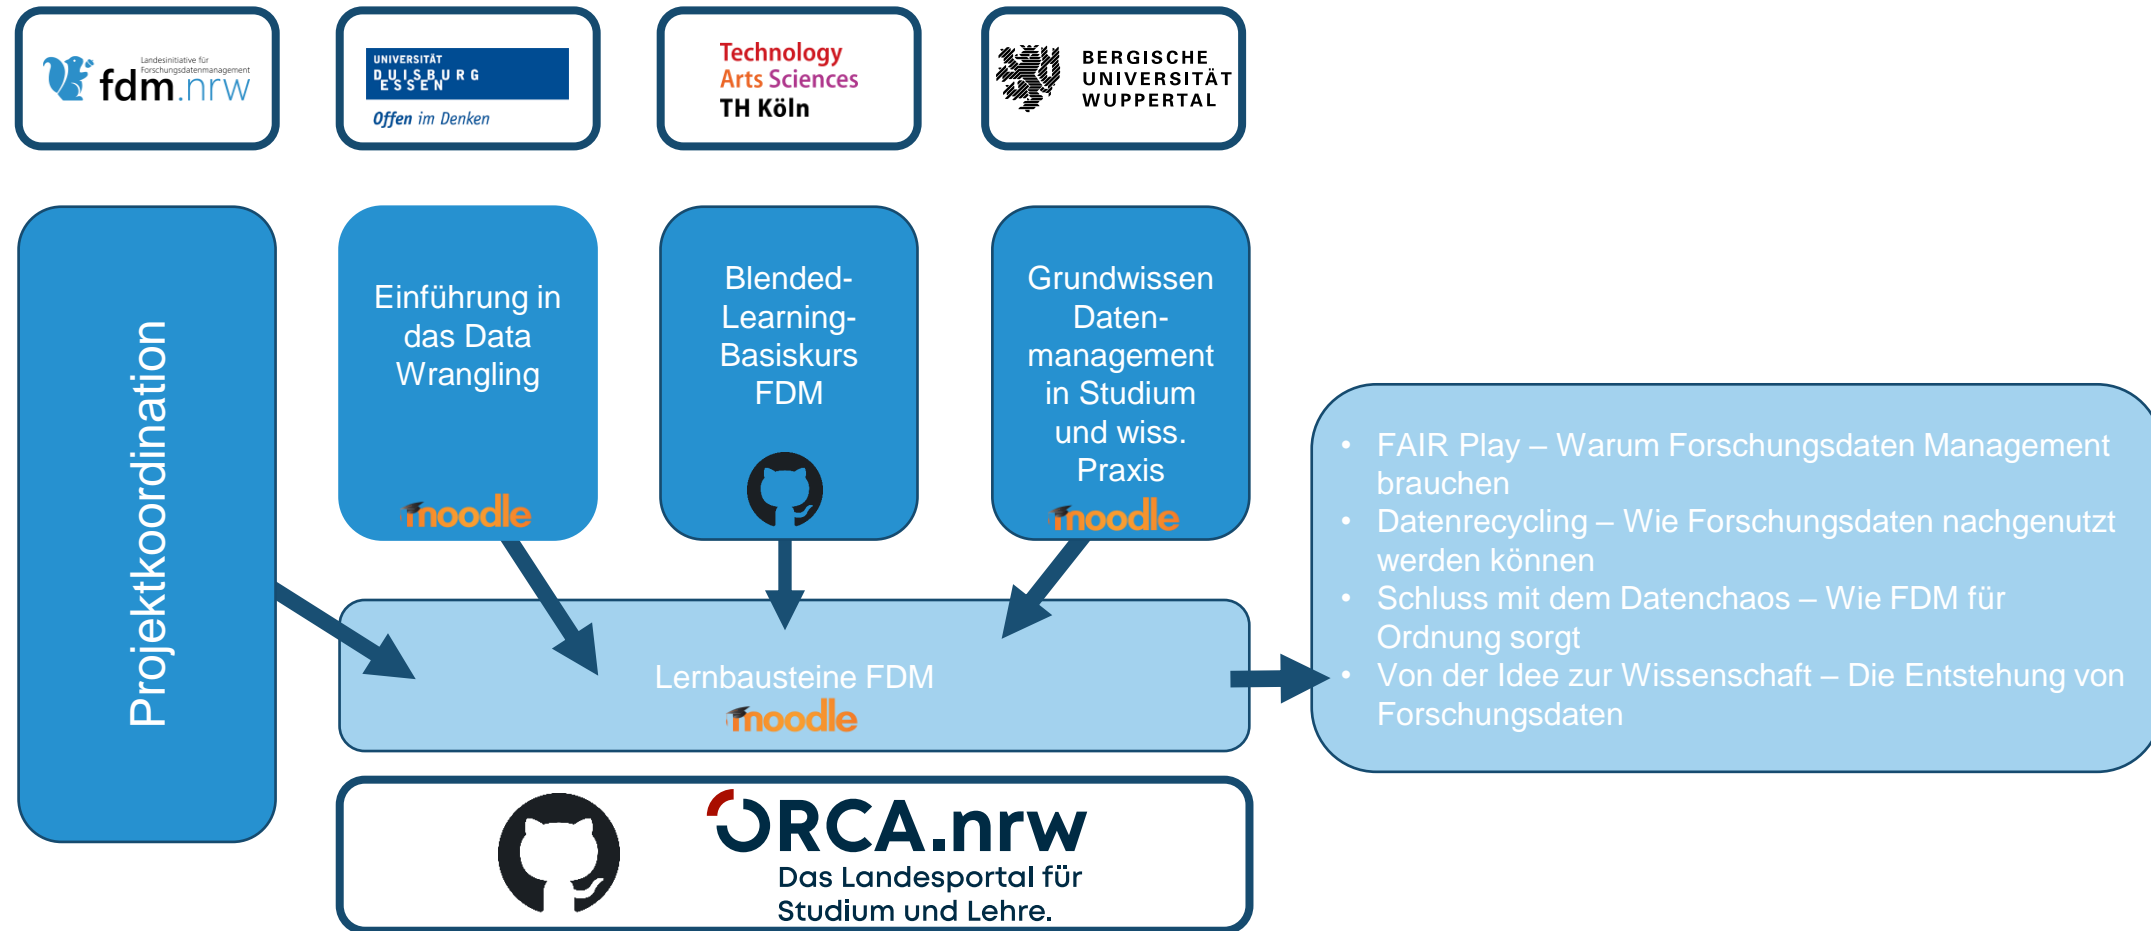 Landesinitiative für
Forschungsdatenmanagement
fdm.nrw
UNIVERSITÄT
DUISBURG
ESSEN
Offen im Denken
Technology
Arts Sciences
TH Köln
BERGISCHE
UNIVERSITÄT
WUPPERTAL
Projektkoordination
Einführung in
das Data
Wrangling
moodle
Blended-
Learning-
Basiskurs
FDM
Grundwissen
Daten-
management
in Studium
und wiss.
Praxis
moodle
Lernbausteine FDM
moodle
• FAIR Play – Warum Forschungsdaten Management
brauchen
• Datenrecycling – Wie Forschungsdaten nachgenutzt
werden können
• Schluss mit dem Datenchaos – Wie FDM für
Ordnung sorgt
• Von der Idee zur Wissenschaft – Die Entstehung von
Forschungsdaten
ORCA.nrw
Das Landesportal für
Studium und Lehre.